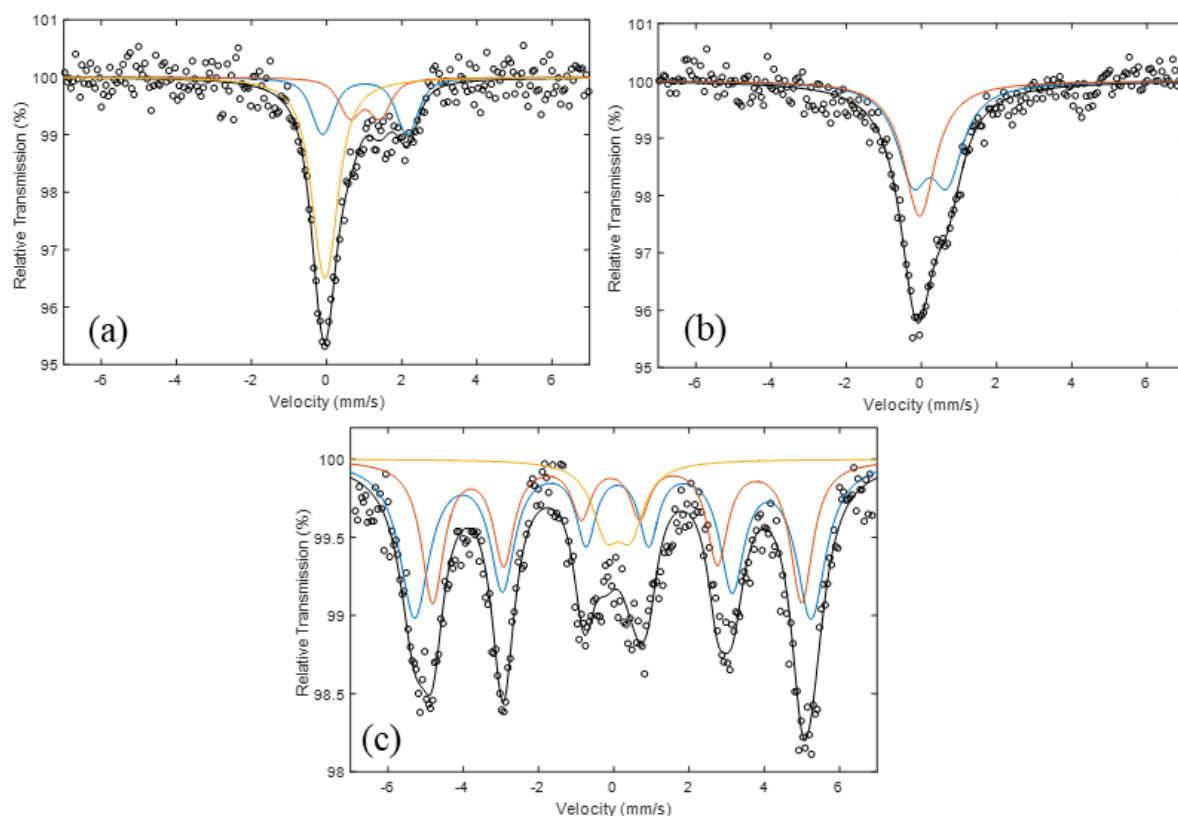 101
100
99
98
97
96
95
Relative Transmission (%)
(a)
-6 -4 -2 0 2 4 6
Velocity (mm/s)
101
100
99
98
97
96
95
Relative Transmission (%)
(b)
-6 -4 -2 0 2 4 6
Velocity (mm/s)
100
99.5
99
98.5
98
Relative Transmission (%)
(c)
-6 -4 -2 0 2 4 6
Velocity (mm/s)